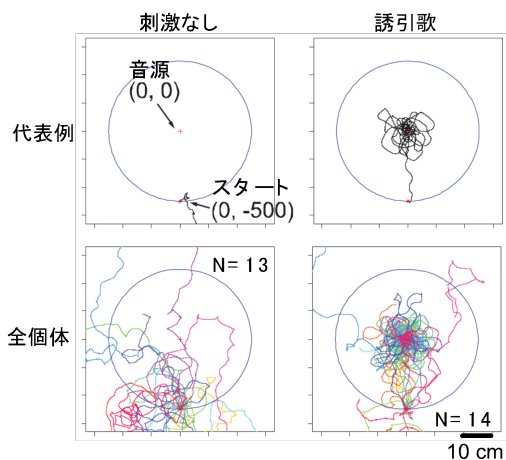 刺激なし
誘引歌
代表例
音源
(0, 0)
スタート
(0, -500)
全個体
N= 13
N= 14
10 cm